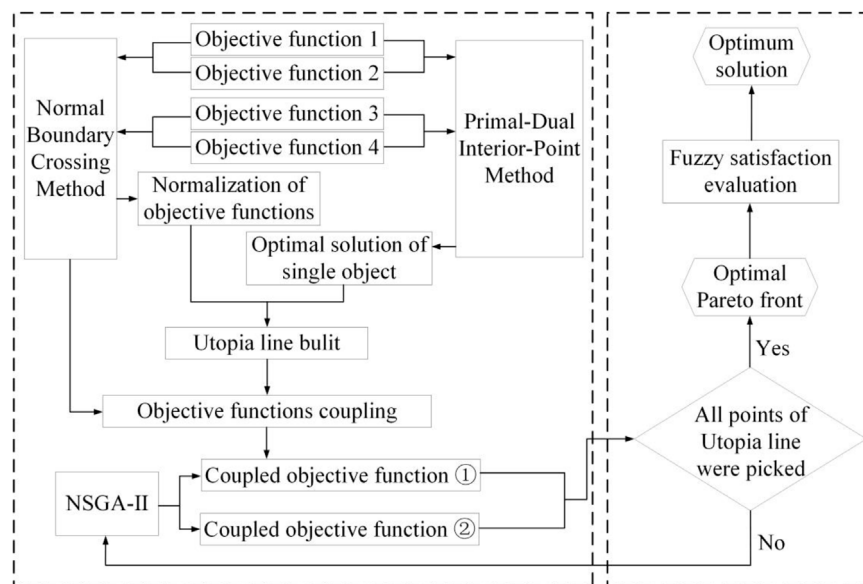 Objective function 1
Objective function 2
Objective function 3
Objective function 4
Normal
Boundary
Crossing
Method
Primal-Dual
Interior-Point
Method
Normalization of
objective functions
Optimal solution of
single object
Utopia line bulit
Objective functions coupling
NSGA-II
Coupled objective function ①
Coupled objective function ②
Optimum
solution
Fuzzy satisfaction
evaluation
Optimal
Pareto front
Yes
All points of
Utopia line
were picked
No